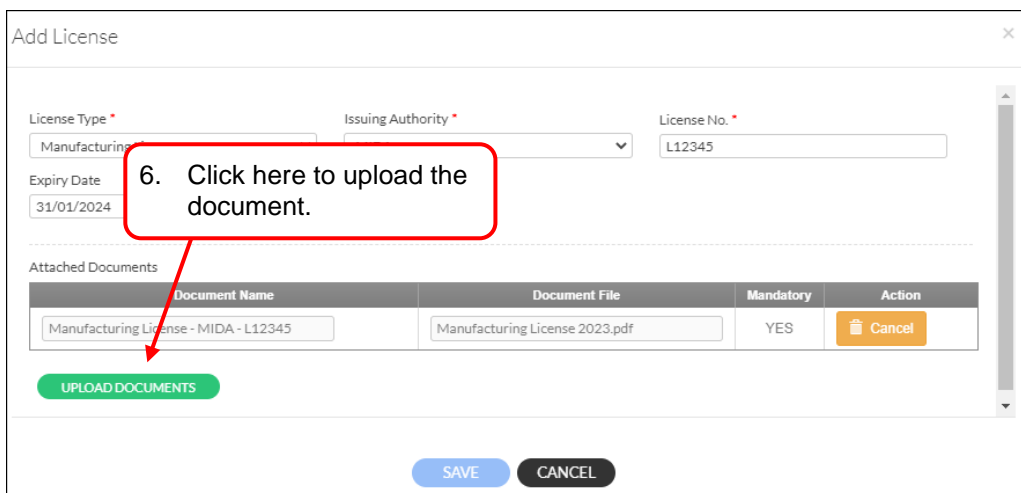 Add License ×
License Type * Issuing Authority * License No. *
Manufacturing L12345
6. Click here to upload the
document.
Expiry Date
31/01/2024
Attached Documents
Document Name Document File Mandatory Action
Manufacturing License - MIDA - L12345 Manufacturing License 2023.pdf YES Cancel
UPLOAD DOCUMENTS
SAVE CANCEL